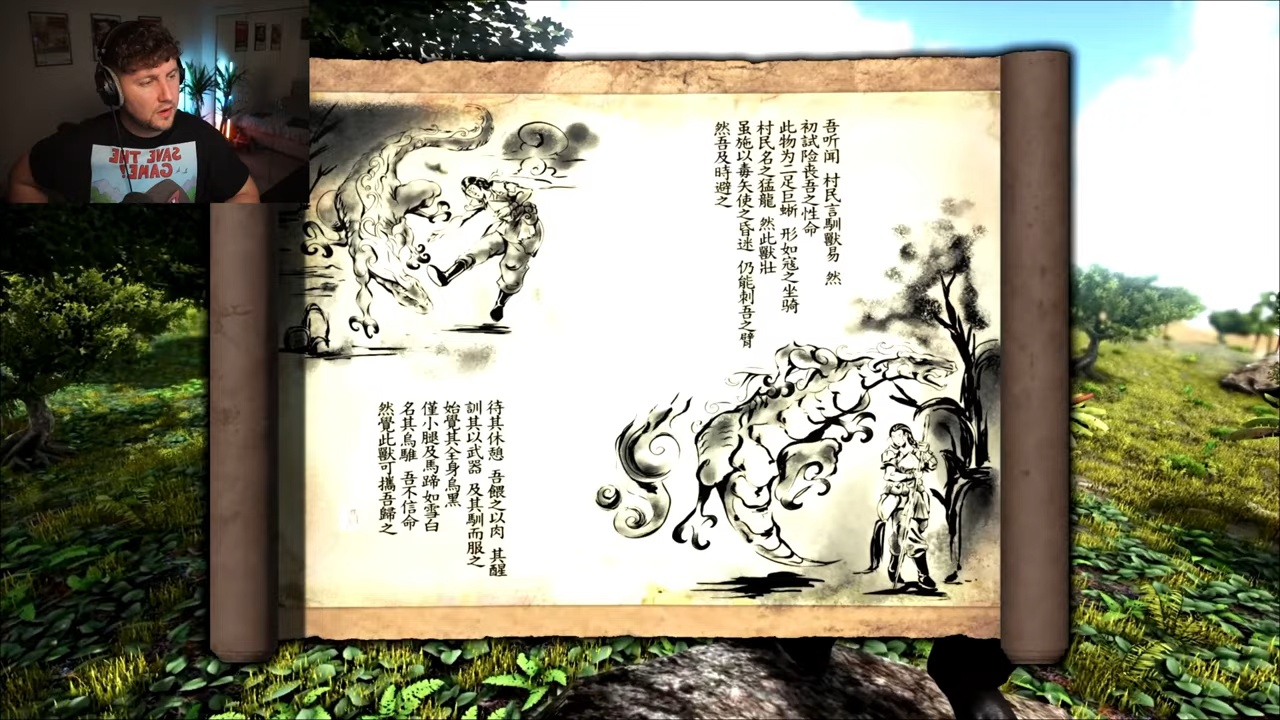 吾听闻 村民言馴獸易 然
初試險喪吾之性命
此物为二足巨蜥 形如寇之坐骑
村民名之猛龍 然此獸壯
虽施以毒矢使之昏迷 仍能刺吾之臂
然吾及時避之
待其休憩 吾餵之以肉 其醒
訓其以武器 及其馴而服之
始覺其全身烏黑
僅小腿及馬蹄如雪白
名其烏騅 吾不信命
然覺此獸可攜吾歸之
SAVE THE
GAME!